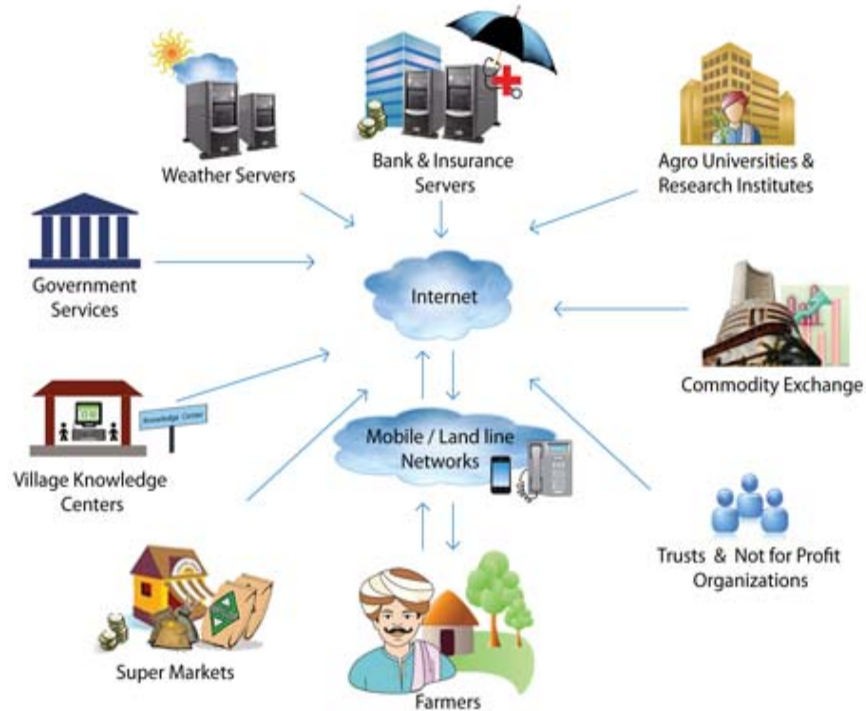 Weather Servers
Bank & Insurance
Servers
Agro Universities &
Research Institutes
Government
Services
Internet
Commodity Exchange
Village Knowledge
Centers
Knowledge Center
Mobile / Land line
Networks
Trusts & Not for Profit
Organizations
Super Markets
Farmers